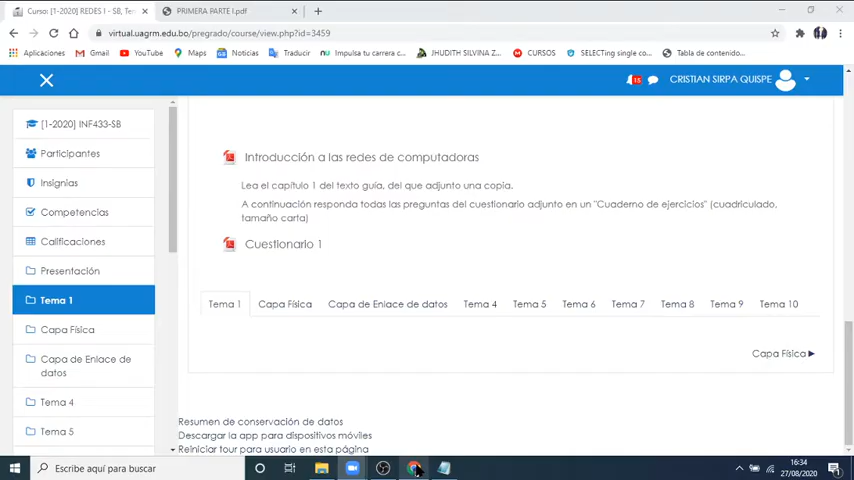 Curso: [1-2020] REDES I - SB, Ten
PRIMERA PARTE I.pdf
virtual.uagrm.edu.bo/pregrado/course/view.php?id=3459
Aplicaciones
Gmail
YouTube
Maps
Noticias
Traducir
Impulsa tu carrera c...
JHUDITH SILVINA Z...
CURSOS
SELECTing single co...
Tabla de contenido...
15
CRISTIAN SIRPA QUISPE
[1-2020] INF433-SB
Participantes
Insignias
Competencias
Calificaciones
Presentación
Tema 1
Capa Física
Capa de Enlace de
datos
Tema 4
Tema 5
Introducción a las redes de computadoras
Lea el capítulo 1 del texto guía, del que adjunto una copia.
A continuación responda todas las preguntas del cuestionario adjunto en un "Cuaderno de ejercicios" (cuadriculado,
tamaño carta)
Cuestionario 1
Tema 1 Capa Física Capa de Enlace de datos Tema 4 Tema 5 Tema 6 Tema 7 Tema 8 Tema 9 Tema 10
Capa Física ►
Resumen de conservación de datos
Descargar la app para dispositivos móviles
Reiniciar tour para usuario en esta página
Escribe aquí para buscar
16:34
27/08/2020